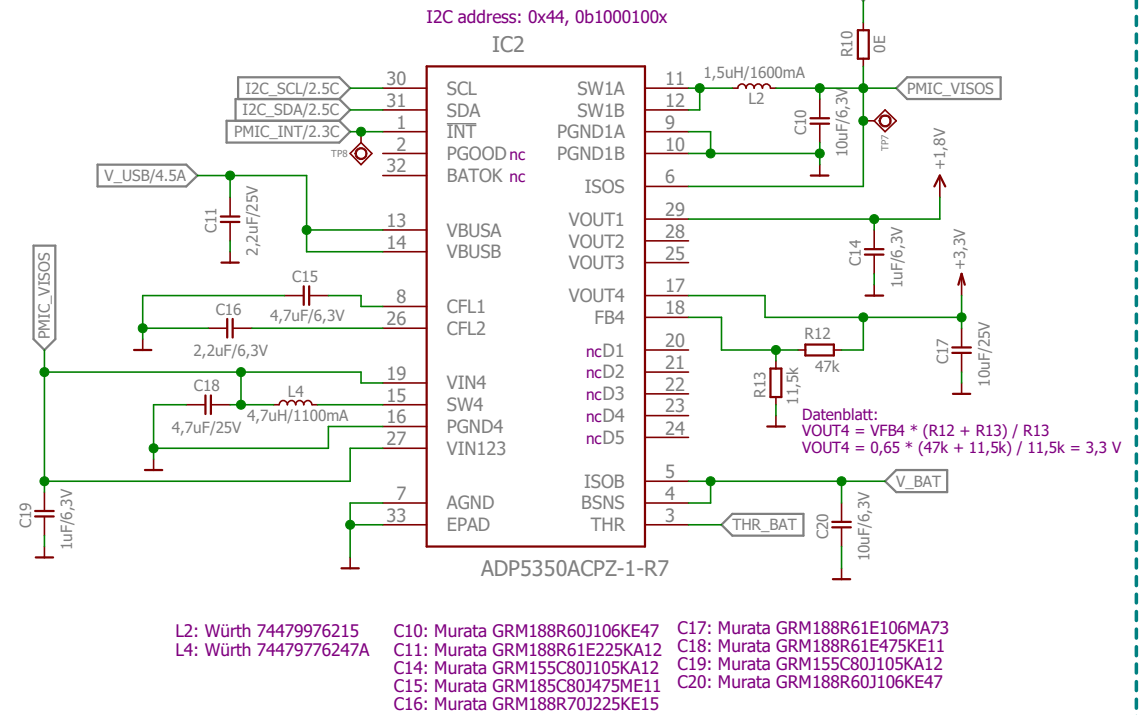 I2C address: 0x44, 0b1000100x
IC2
R10
0E
I2C_SCL/2.5C
30
SCL
SW1A
11
1,5uH/1600mA
L2
PMIC_VISOS
I2C_SDA/2.5C
31
SDA
SW1B
12
C10
10uF/6,3V
PMIC_INT/2.3C
1
INT
PGND1A
9
TP7
TP8
2
PGOOD nc
PGND1B
10
V_USB/4.5A
32
BATOK nc
ISOS
6
+1,8V
C11
2,2uF/25V
13
VBUSA
VOUT1
29
14
VBUSB
VOUT2
28
VOUT3
25
C14
1uF/6,3V
+3,3V
PMIC_VISOS
C15
4,7uF/6,3V
8
CFL1
VOUT4
17
C16
2,2uF/6,3V
26
CFL2
FB4
18
R12
47k
C17
10uF/25V
ncD1
20
ncD2
21
R13
11,5k
19
VIN4
ncD3
22
C18
4,7uF/25V
L4
4,7uH/1100mA
15
SW4
ncD4
23
16
PGND4
ncD5
24
27
VIN123
Datenblatt:
VOUT4 = VFB4 * (R12 + R13) / R13
VOUT4 = 0,65 * (47k + 11,5k) / 11,5k = 3,3 V
ISOB
5
V_BAT
C19
1uF/6,3V
7
AGND
BSNS
4
33
EPAD
THR
3
THR_BAT
C20
10uF/6,3V
ADP5350ACPZ-1-R7
L2: Würth 74479976215
L4: Würth 74479776247A
C10: Murata GRM188R60J106KE47
C11: Murata GRM188R61E225KA12
C14: Murata GRM155C80J105KA12
C15: Murata GRM185C80J475ME11
C16: Murata GRM188R70J225KE15
C17: Murata GRM188R61E106MA73
C18: Murata GRM188R61E475KE11
C19: Murata GRM155C80J105KA12
C20: Murata GRM188R60J106KE47